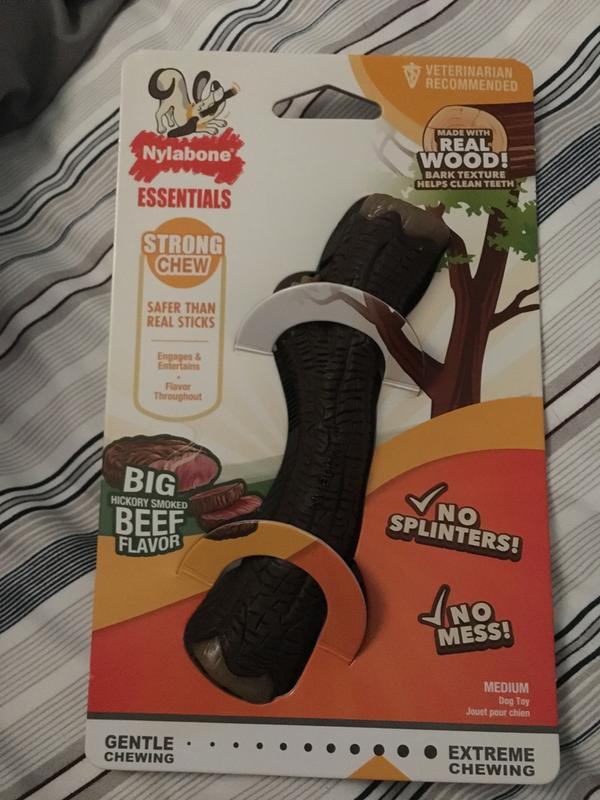 VETERINARIAN
RECOMMENDED
Nylabone®
ESSENTIALS
MADE WITH
REAL
WOOD!
BARK TEXTURE
HELPS CLEAN TEETH
STRONG
CHEW
SAFER THAN
REAL STICKS
Engages &
Entertains
•
Flavor
Throughout
BIG
HICKORY SMOKED
BEEF
FLAVOR
NO
SPLINTERS!
NO
MESS!
MEDIUM
Dog Toy
Jouet pour chien
GENTLE
CHEWING
EXTREME
CHEWING